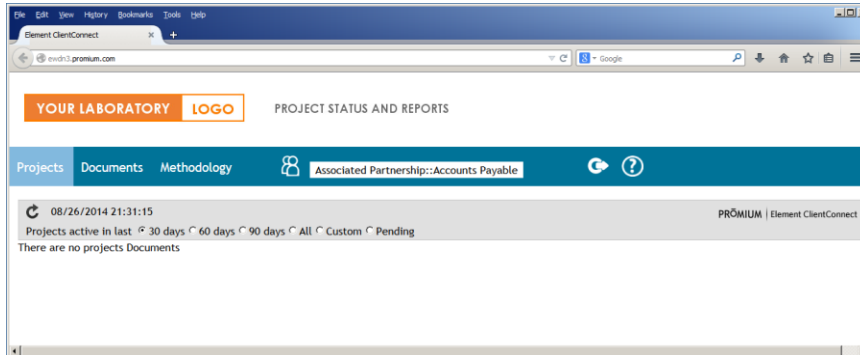 File Edit View History Bookmarks Tools Help
Element ClientConnect × +
ewdn3.promium.com
8 - Google
YOUR LABORATORY LOGO
PROJECT STATUS AND REPORTS
Projects Documents Methodology
Associated Partnership::Accounts Payable
?
08/26/2014 21:31:15
PRŌMIUM | Element ClientConnect
Projects active in last 30 days 60 days 90 days All Custom Pending
There are no projects Documents